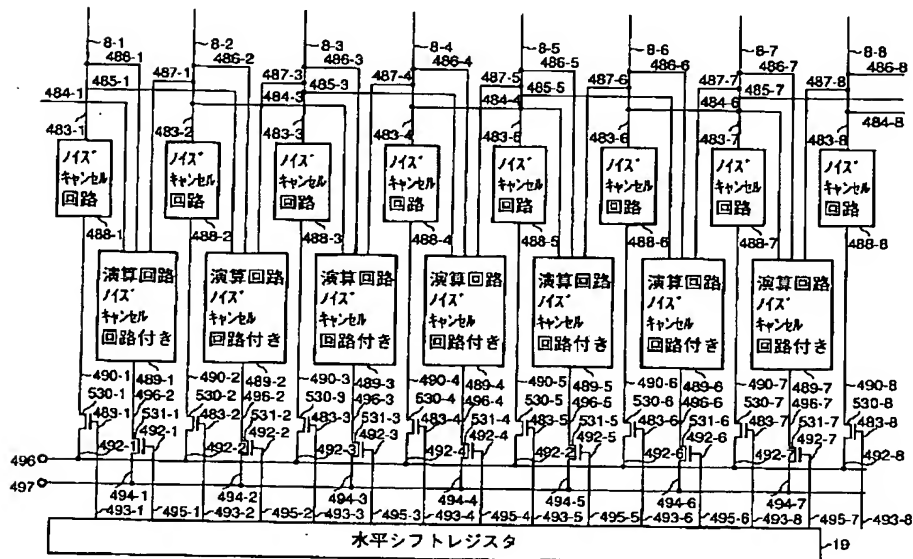 8-1 8-2 8-3 8-4 8-5 8-6 8-7 8-8
486-1 486-2 486-3 486-4 486-5 486-6 486-7 486-8
485-1 487-1 487-3 485-3 487-4 487-5 485-5 487-6 487-7 485-7 487-8
484-1 484-3 484-4 484-6 484-8
483-1 483-2 483-3 483-4 483-6 483-6 483-7 483-8
ノイズ ノイズ ノイズ ノイズ ノイズ ノイズ ノイズ ノイズ
キャンセル キャンセル キャンセル キャンセル キャンセル キャンセル キャンセル キャンセル
回路 回路 回路 回路 回路 回路 回路 回路
488-1 488-2 488-3 488-4 488-5 488-6 488-7 488-8
演算回路 演算回路 演算回路 演算回路 演算回路 演算回路 演算回路
ノイズ ノイズ ノイズ ノイズ ノイズ ノイズ ノイズ
キャンセル キャンセル キャンセル キャンセル キャンセル キャンセル キャンセル
回路付き 回路付き 回路付き 回路付き 回路付き 回路付き 回路付き
490-1 489-1 490-2 489-2 490-3 489-3 490-4 489-4 490-5 489-5 490-6 489-6 490-7 489-7 490-8
530-1 496-1 530-2 496-2 530-3 496-3 530-4 496-4 530-5 496-5 530-6 496-6 530-7 496-7 530-8
483-1 531-1 483-2 531-2 483-3 531-3 483-4 531-4 483-5 531-5 483-6 531-6 483-7 531-7 483-8
492-1 492-2 492-3 492-4 492-5 492-6 492-7
492-1 492-2 492-3 492-4 492-2 492-6 492-7 492-8
496
497
494-1 494-2 494-3 494-4 494-5 494-6 494-7
493-1 495-1 493-2 495-2 493-3 495-3 493-4 495-4 493-5 495-5 493-6 495-6 493-8 495-7 493-8
水平シフトレジスタ
19